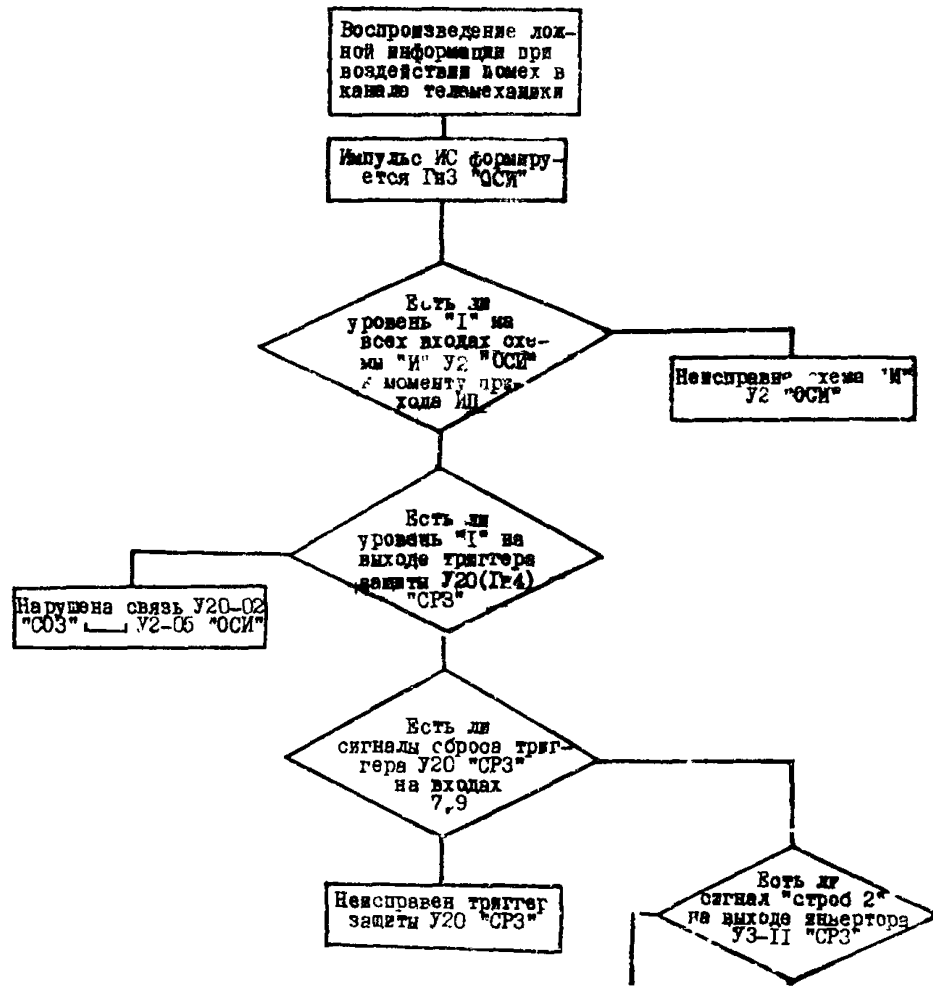 Воспроизведение лож-
ной информации при
воздействии помех в
канале телемеханики
Импульс ИС формиру-
ется Гн3 "ОСИ"
Есть ли
уровень "I" на
всех входах схе-
мы "И" У2 "ОСИ"
к моменту при-
хода ИП
Неисправна схема "И"
У2 "ОСИ"
Есть ли
уровень "I" на
выходе триггера
защиты У20(Гн4)
"СРЗ"
Нарушена связь У20-02
"СОЗ" У2-05 "ОСИ"
Есть ли
сигналы сброса триг-
гера У20 "СРЗ"
на входах
7,9
Неисправен триггер
защиты У20 "СРЗ"
Есть ли
сигнал "строб 2"
на выходе инвертора
У3-II "СРЗ"